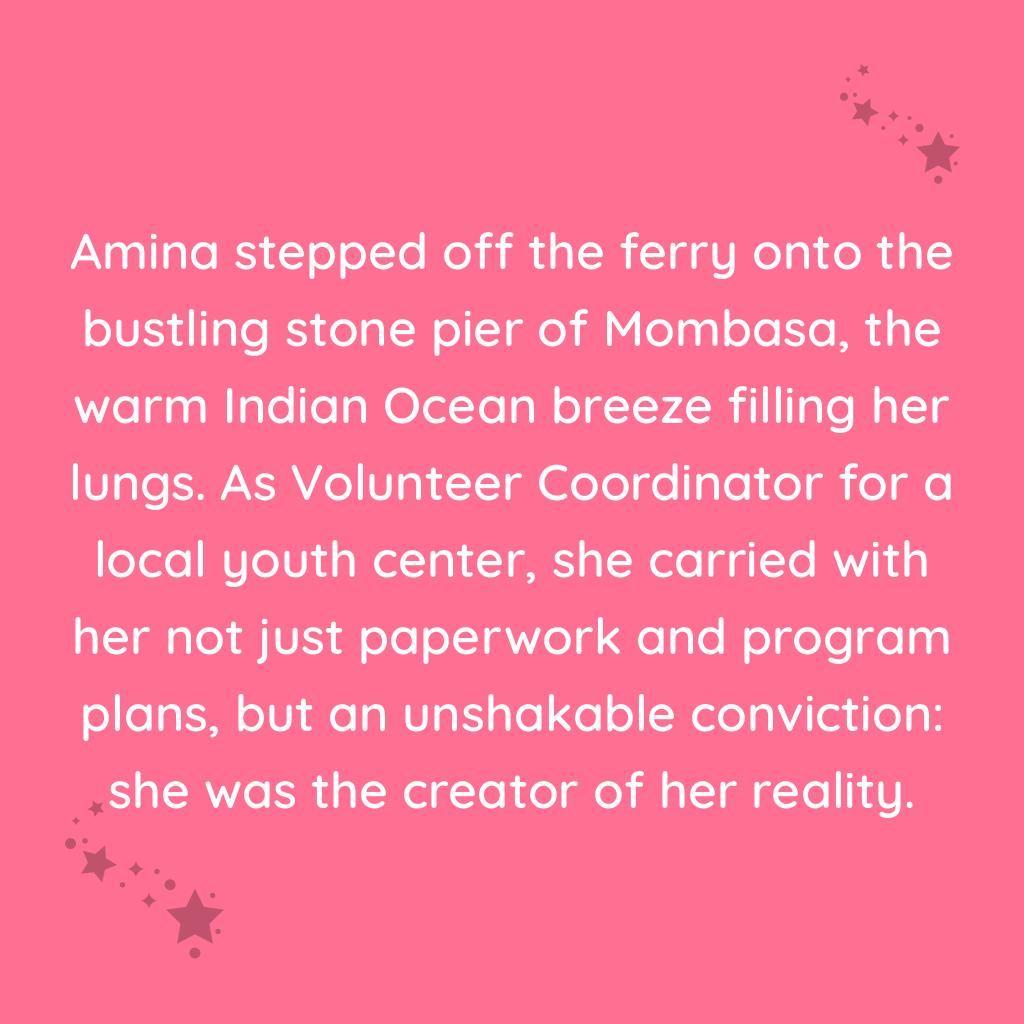 Amina stepped off the ferry onto the
bustling stone pier of Mombasa, the
warm Indian Ocean breeze filling her
lungs. As Volunteer Coordinator for a
local youth center, she carried with
her not just paperwork and program
plans, but an unshakable conviction:
she was the creator of her reality.